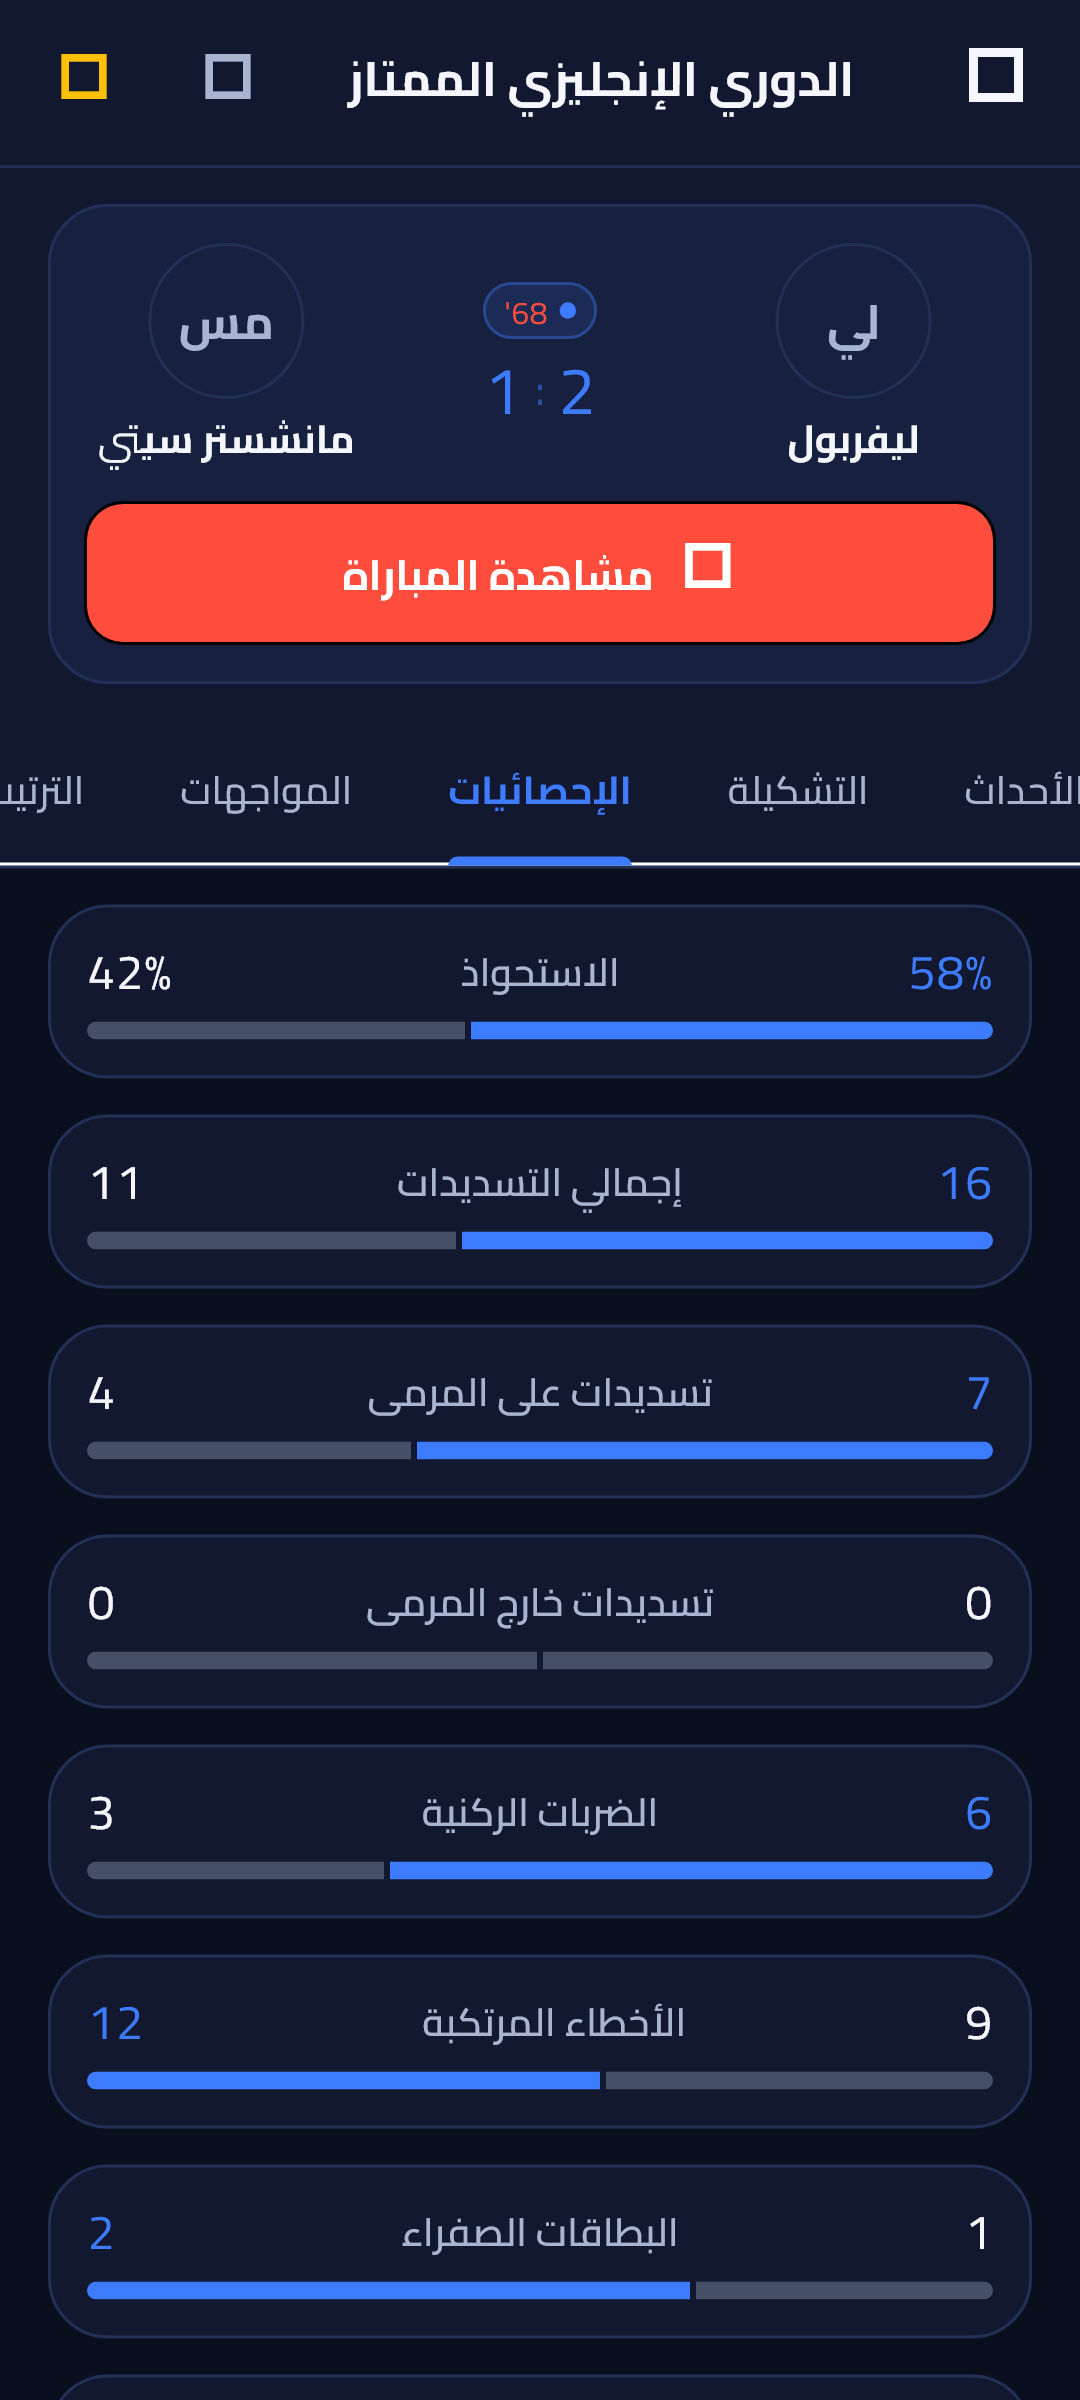 الدوري الإنجليزي الممتاز
لي
68'
مس
2 : 1
ليفربول
مانشستر سيتي
مشاهدة المباراة
الأحداث
التشكيلة
الإحصائيات
المواجهات
58%
الاستحواذ
42%
16
إجمالي التسديدات
11
7
تسديدات على المرمى
4
0
تسديدات خارج المرمى
0
6
الضربات الركنية
3
9
الأخطاء المرتكبة
12
1
البطاقات الصفراء
2